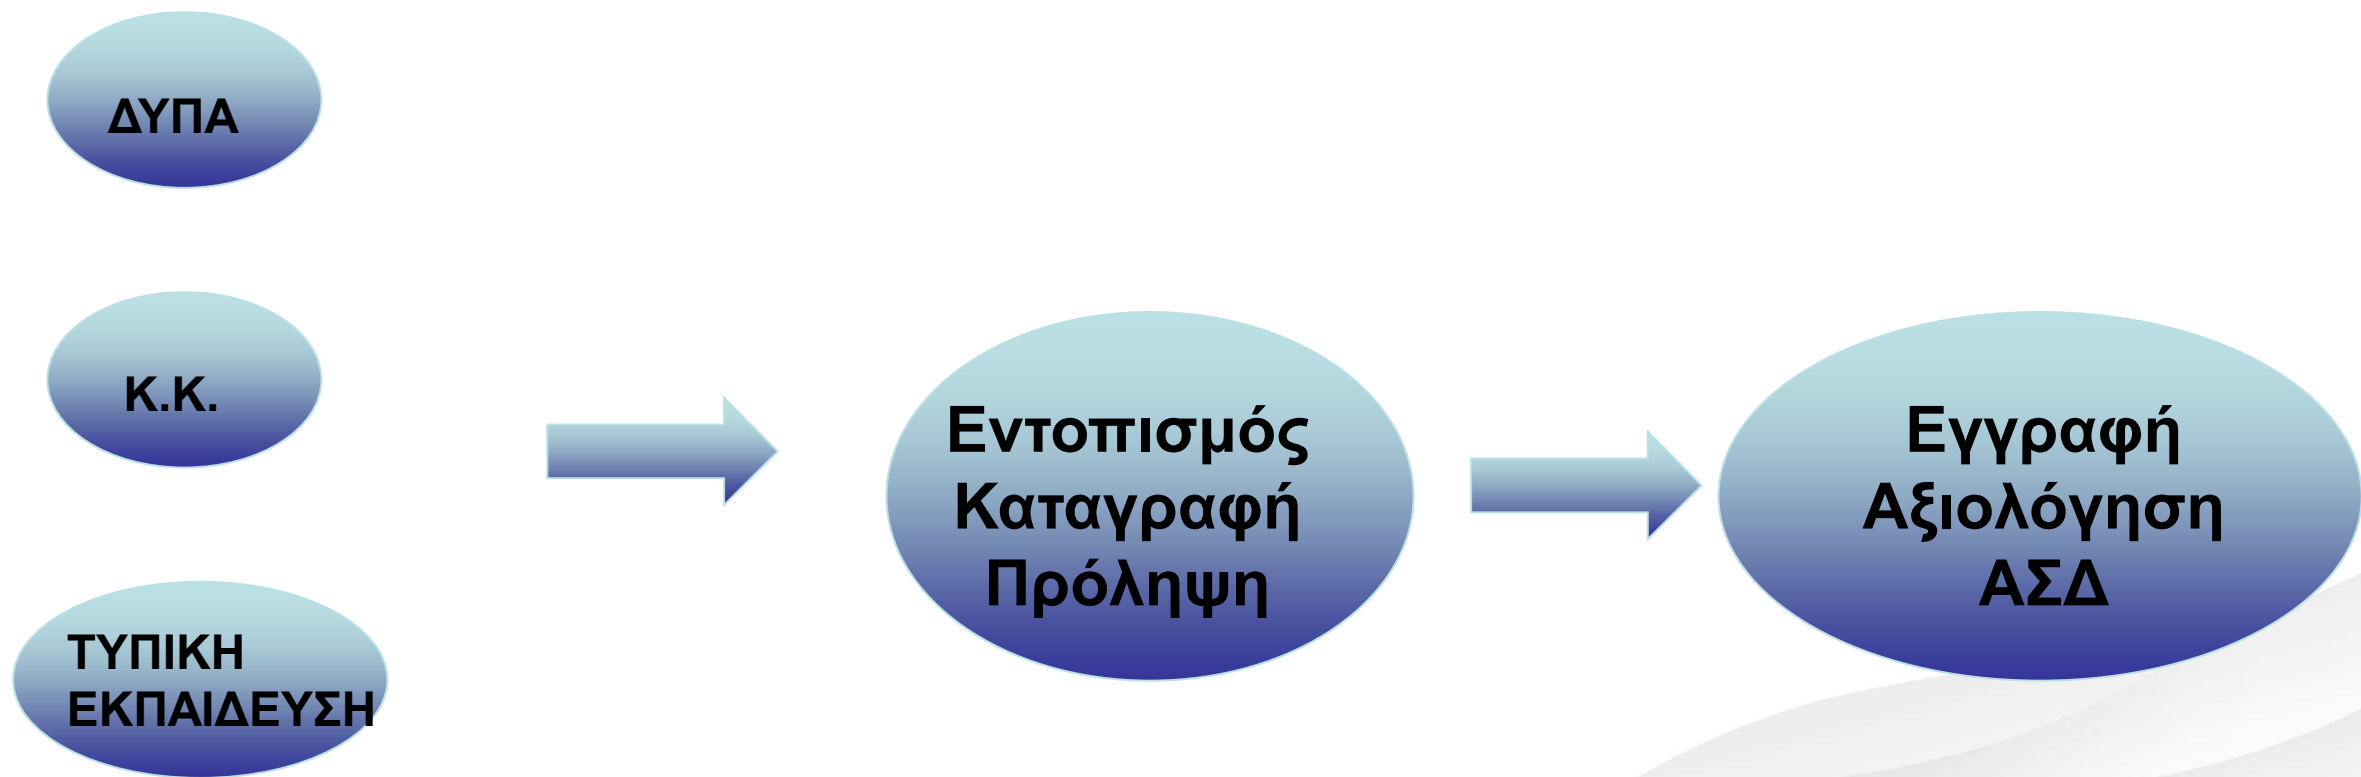 ΔΥΠΑ
Κ.Κ.
ΤΥΠΙΚΗ
ΕΚΠΑΙΔΕΥΣΗ
Εντοπισμός
Καταγραφή
Πρόληψη
Εγγραφή
Αξιολόγηση
ΑΣΔ